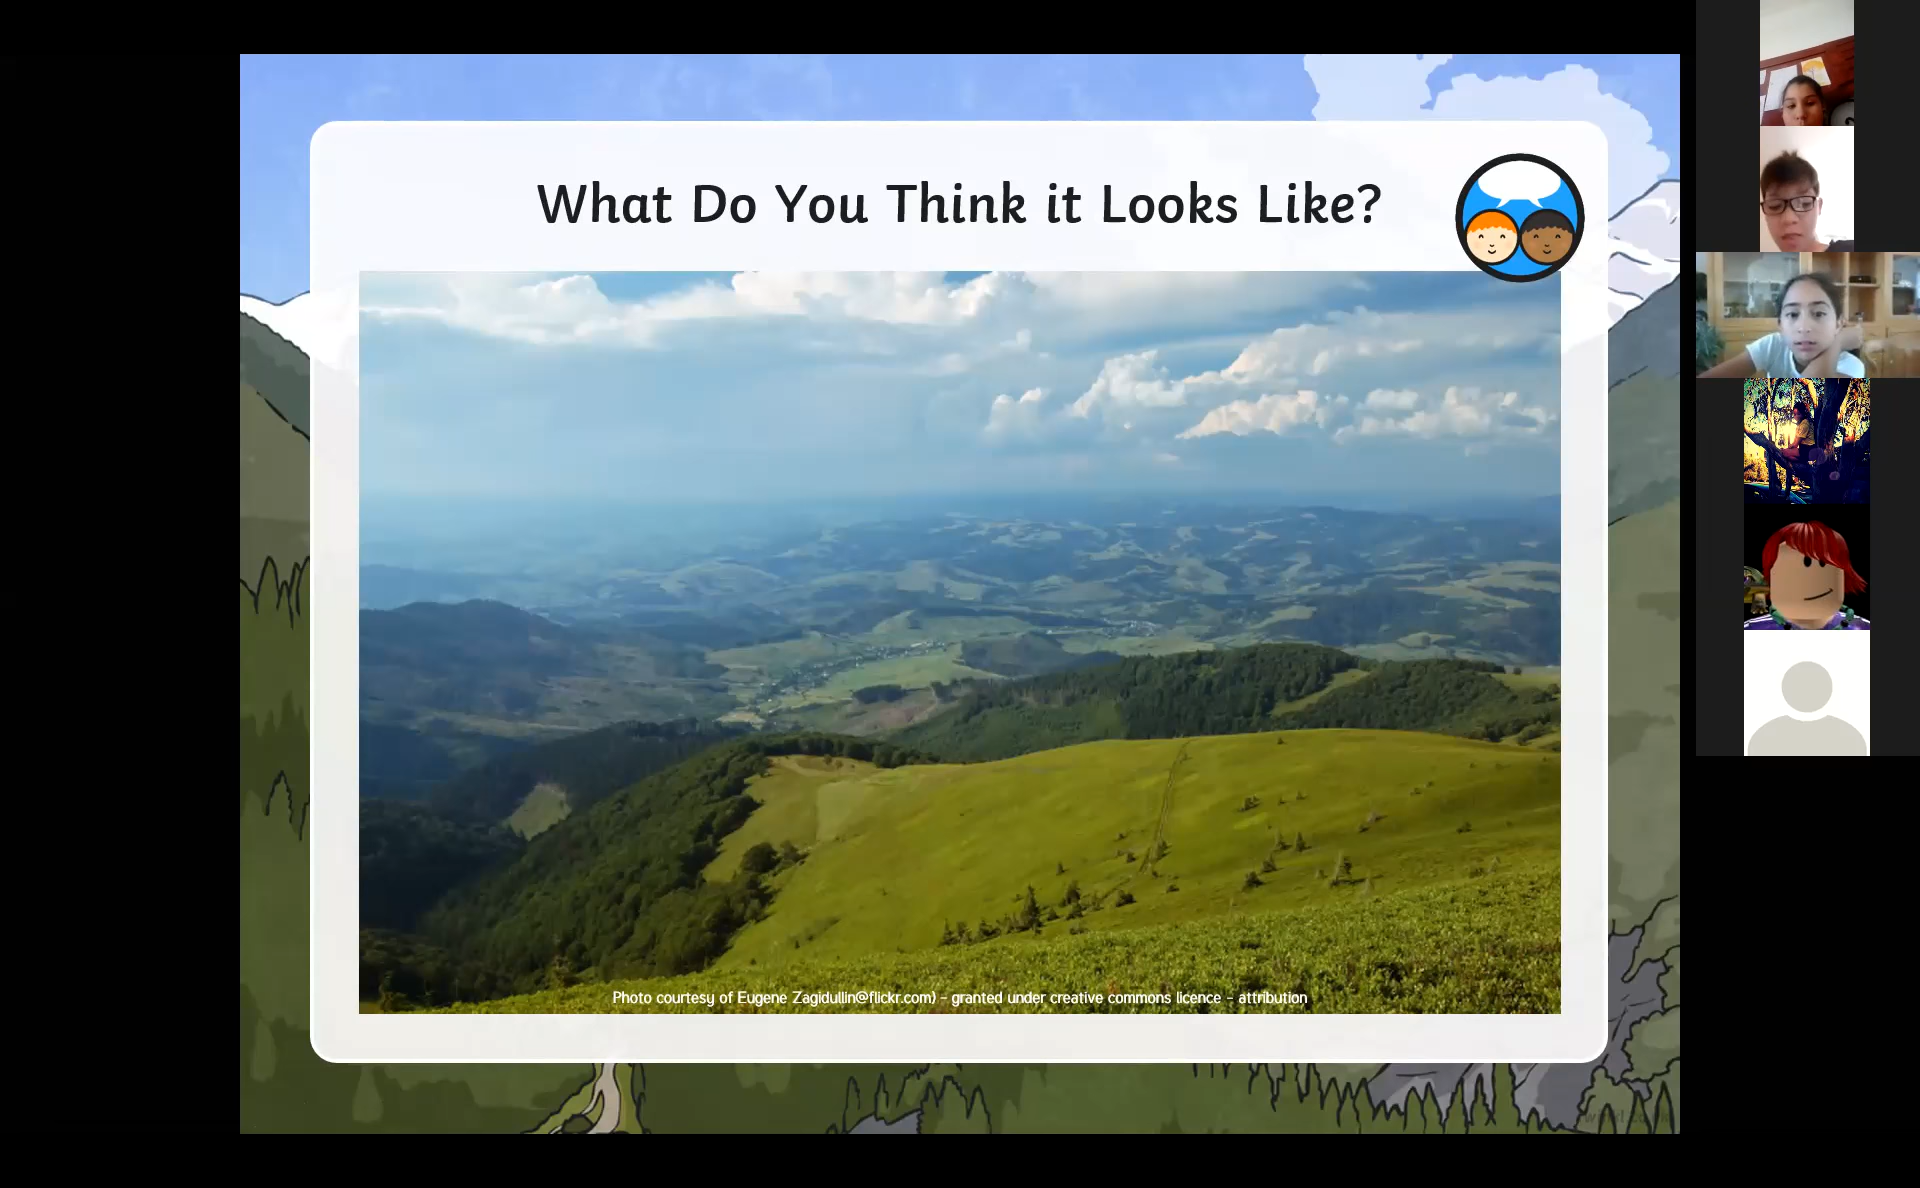 What Do You Think it Looks Like?
Photo courtesy of Eugene Zagidullin@flickr.com) – granted under creative commons licence – attribution